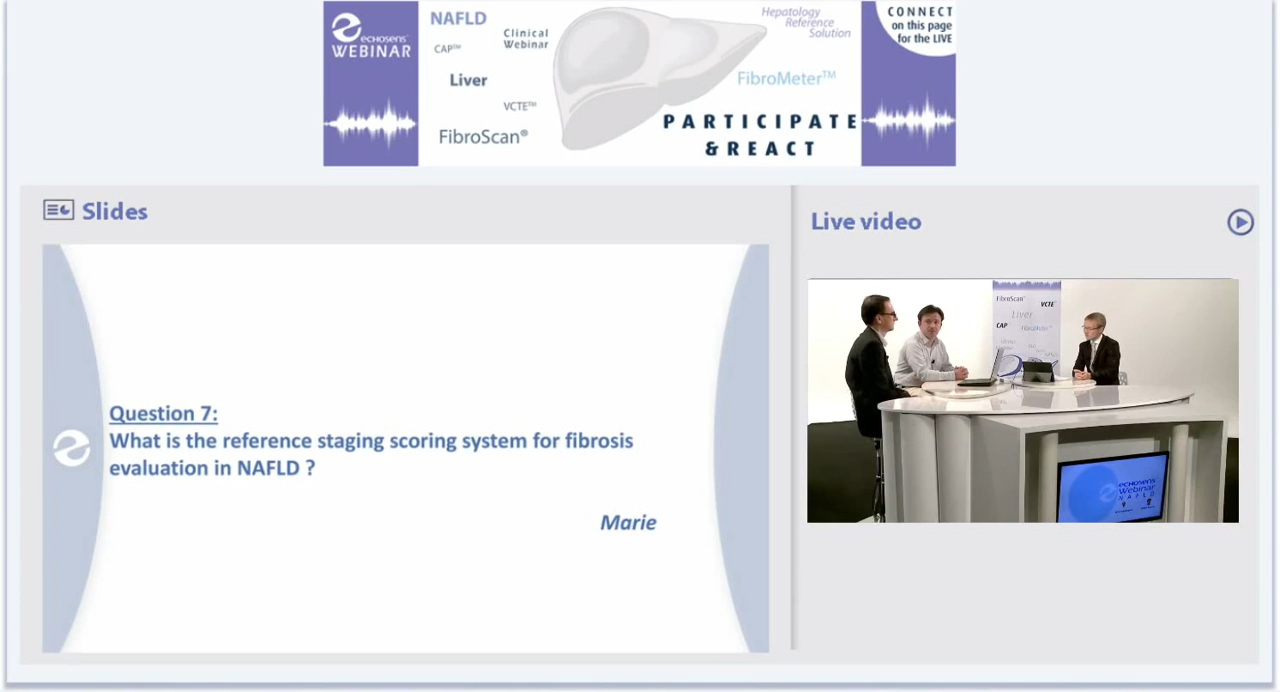 echosens
WEBINAR
NAFLD
CAP™
Clinical
Webinar
Liver
VCTE™
FibroScan®
Hepatology
Reference
Solution
FibroMeter™
PARTICIPATE
& REACT
CONNECT
on this page
for the LIVE
Slides
Question 7:
What is the reference staging scoring system for fibrosis
evaluation in NAFLD ?
Marie
Live video
FibroScan®
VCTE™
Liver
CAP
echosens
Webinar
NAFLD